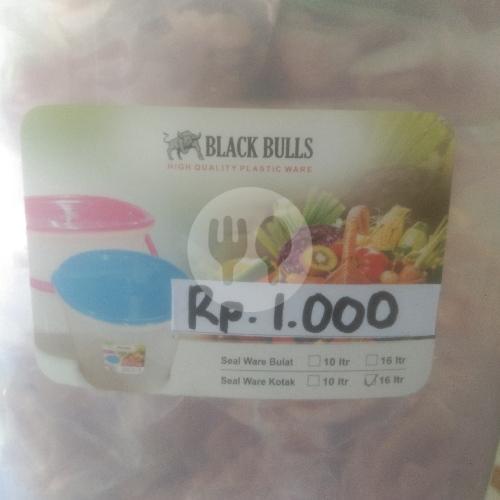 BLACK BULLS
HIGH QUALITY PLASTIC WARE
Rp. 1.000
Seal Ware Bulat 10 ltr 16 ltr
Seal Ware Kotak 10 ltr 16 ltr